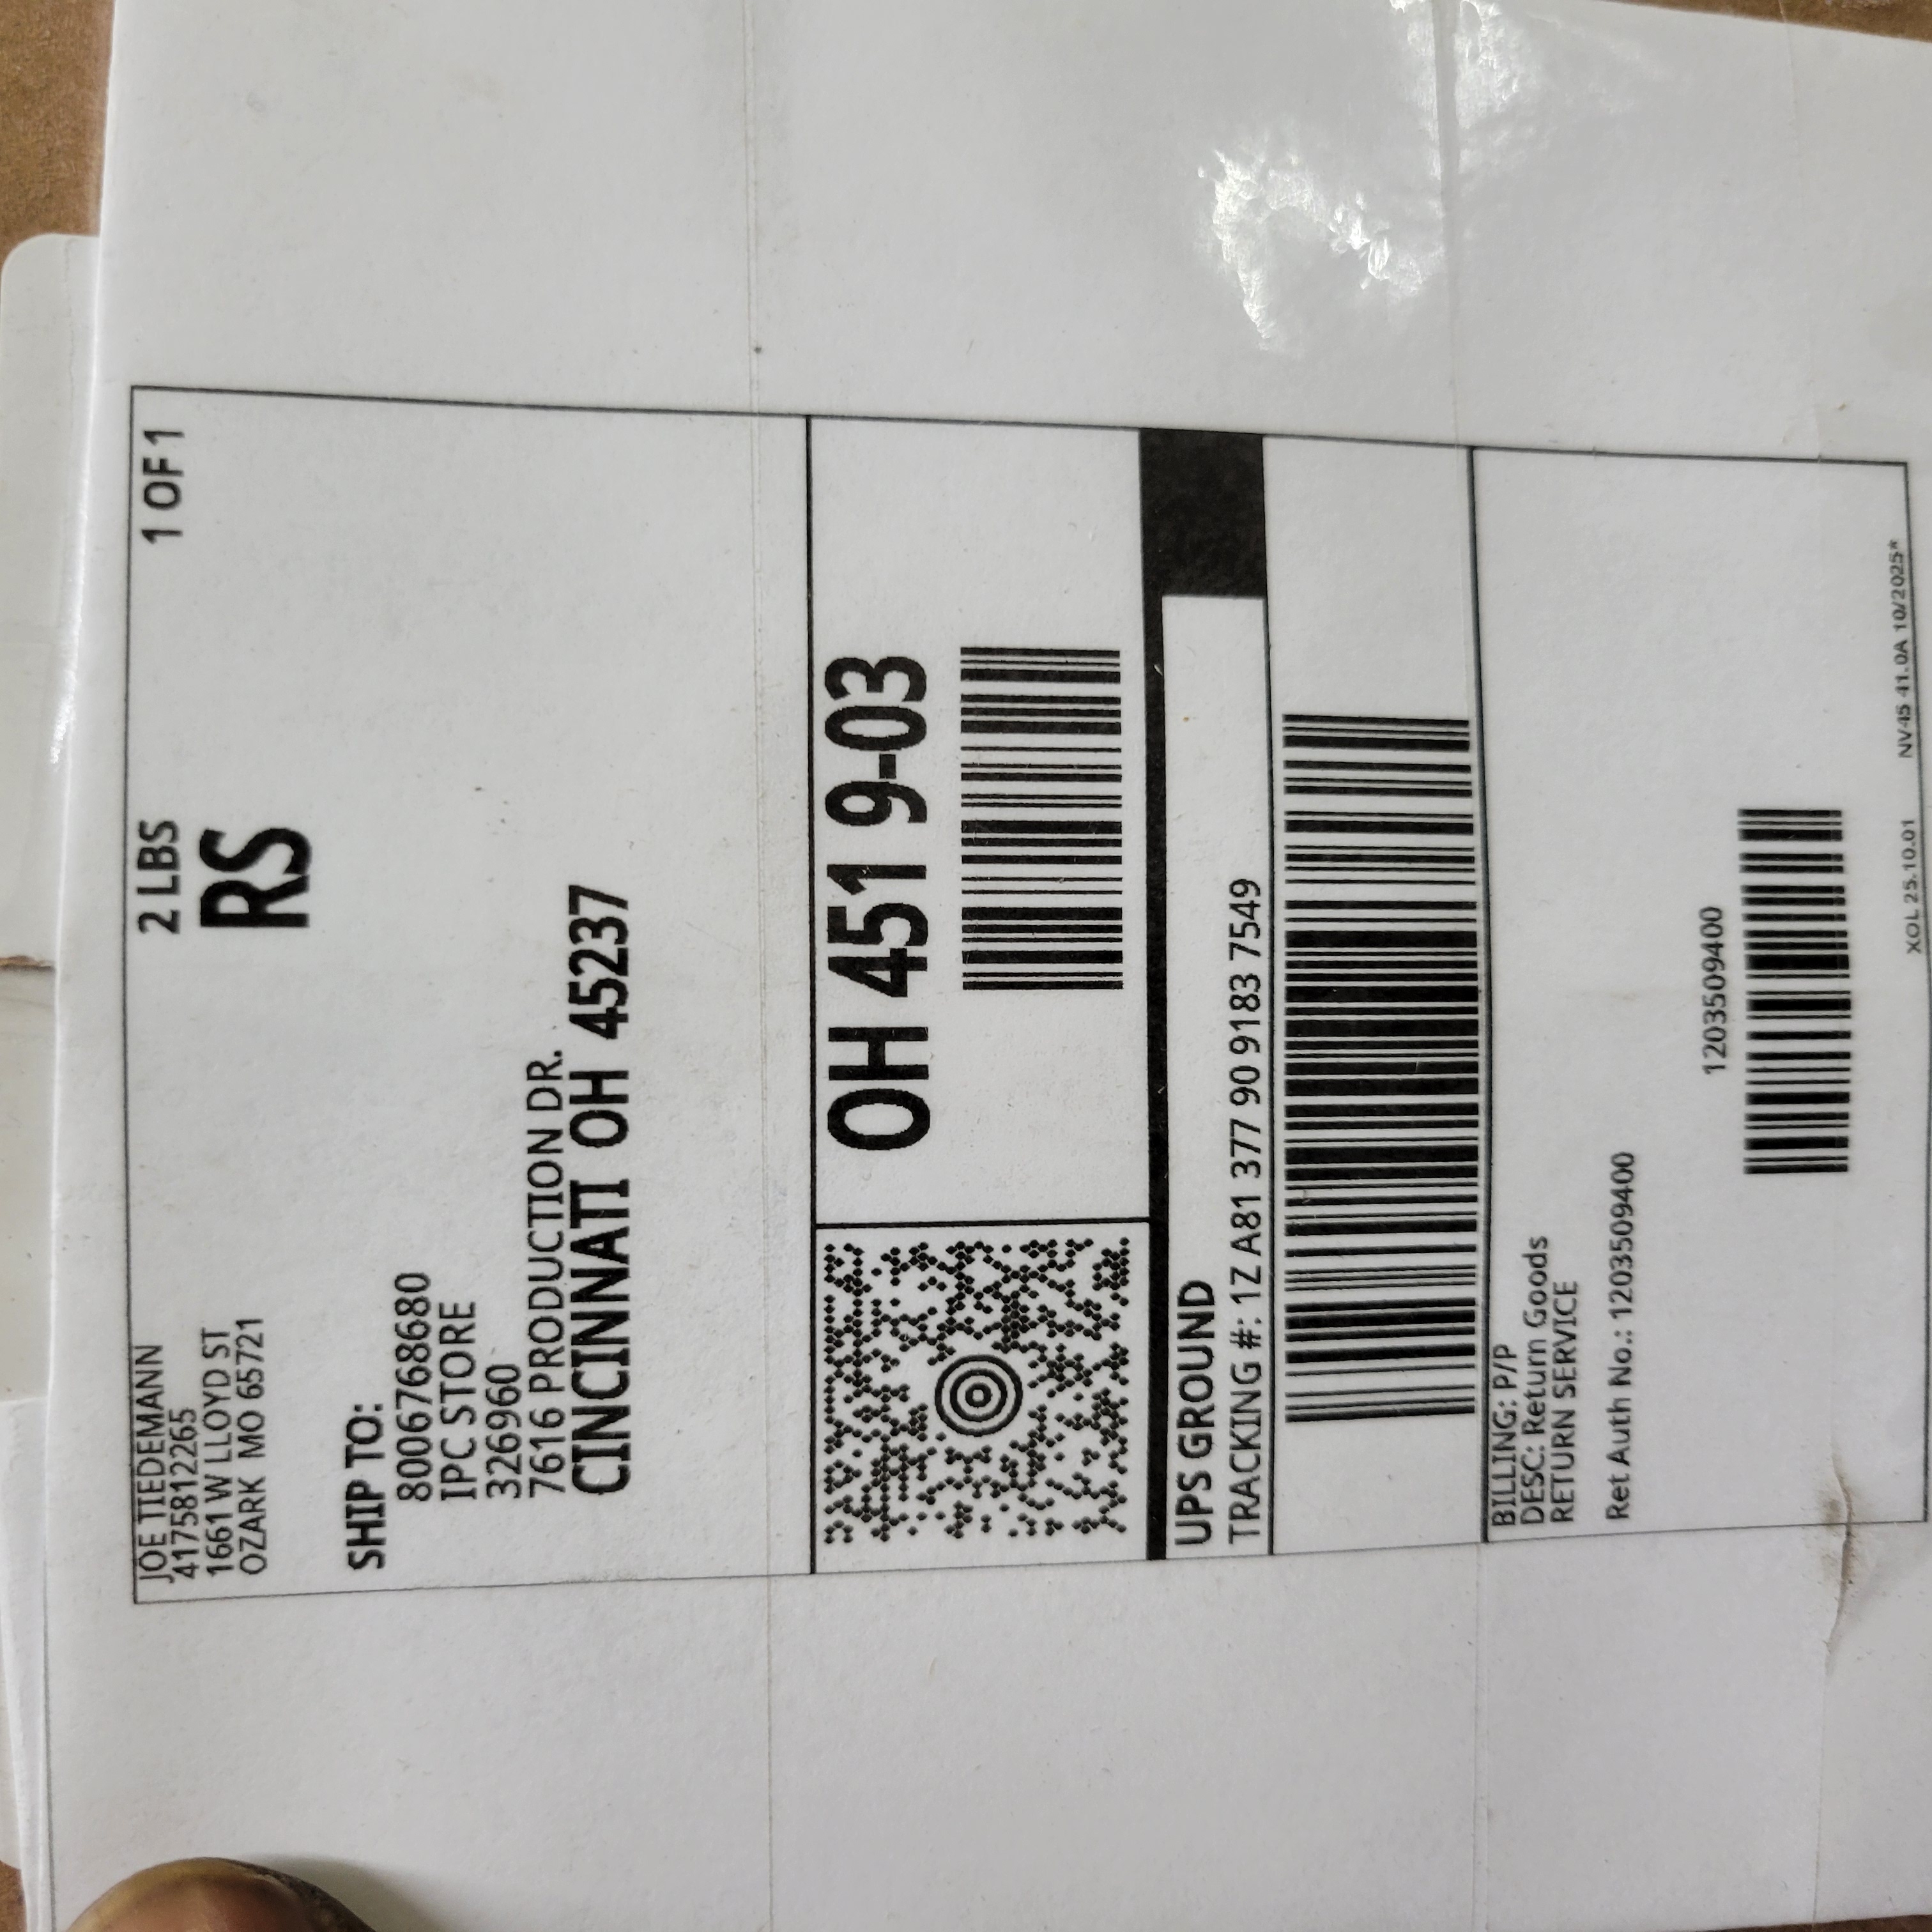 JOE TIEDEMANN
4175812265
1661 W LLOYD ST
OZARK MO 65721
2 LBS
1 OF 1
RS
SHIP TO:
8006768680
IPC STORE
326960
7616 PRODUCTION DR.
CINCINNATI OH 45237
OH 451 9-03
UPS GROUND
TRACKING #: 1Z A81 377 90 9183 7549
BILLING: P/P
DESC: Return Goods
RETURN SERVICE
Ret Auth No.: 1203509400
1203509400
XOL 25.10.01 NV45 41.0A 10/2025*